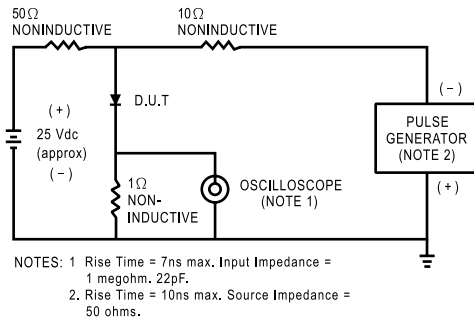 50Ω
NONINDUCTIVE
10Ω
NONINDUCTIVE
D.U.T
(+)
25 Vdc
(approx)
(−)
1Ω
NON-
INDUCTIVE
OSCILLOSCOPE
(NOTE 1)
(−)
PULSE
GENERATOR
(NOTE 2)
(+)
NOTES: 1 Rise Time = 7ns max. Input Impedance =
1 megohm. 22pF.
2. Rise Time = 10ns max. Source Impedance =
50 ohms.